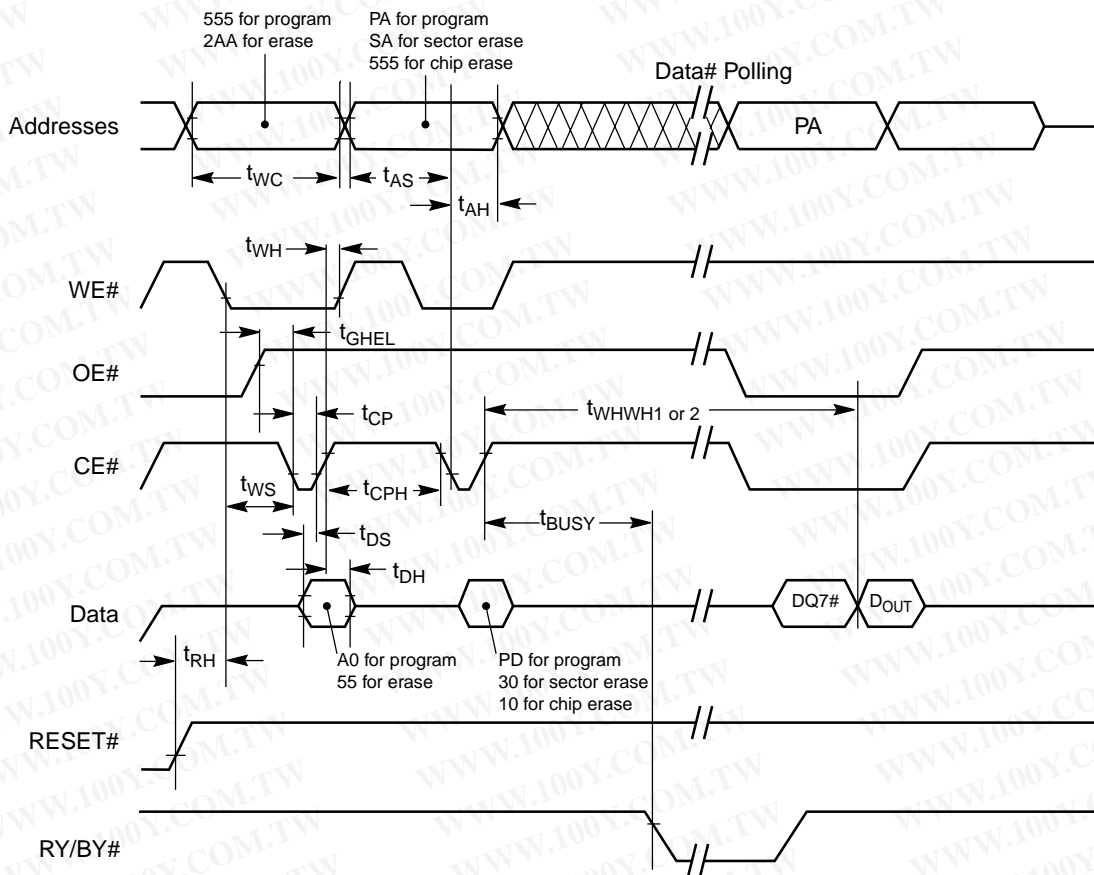 555 for program
2AA for erase
PA for program
SA for sector erase
555 for chip erase
Data# Polling
Addresses
PA
tWC
tAS
tAH
tWH
WE#
tGHEL
OE#
tWHWH1 or 2
tCP
CE#
tWS
tCPH
tBUSY
tDS
tDH
Data
DQ7#
DOUT
tRH
A0 for program
55 for erase
PD for program
30 for sector erase
10 for chip erase
RESET#
RY/BY#
WWW.100Y.COM.TW